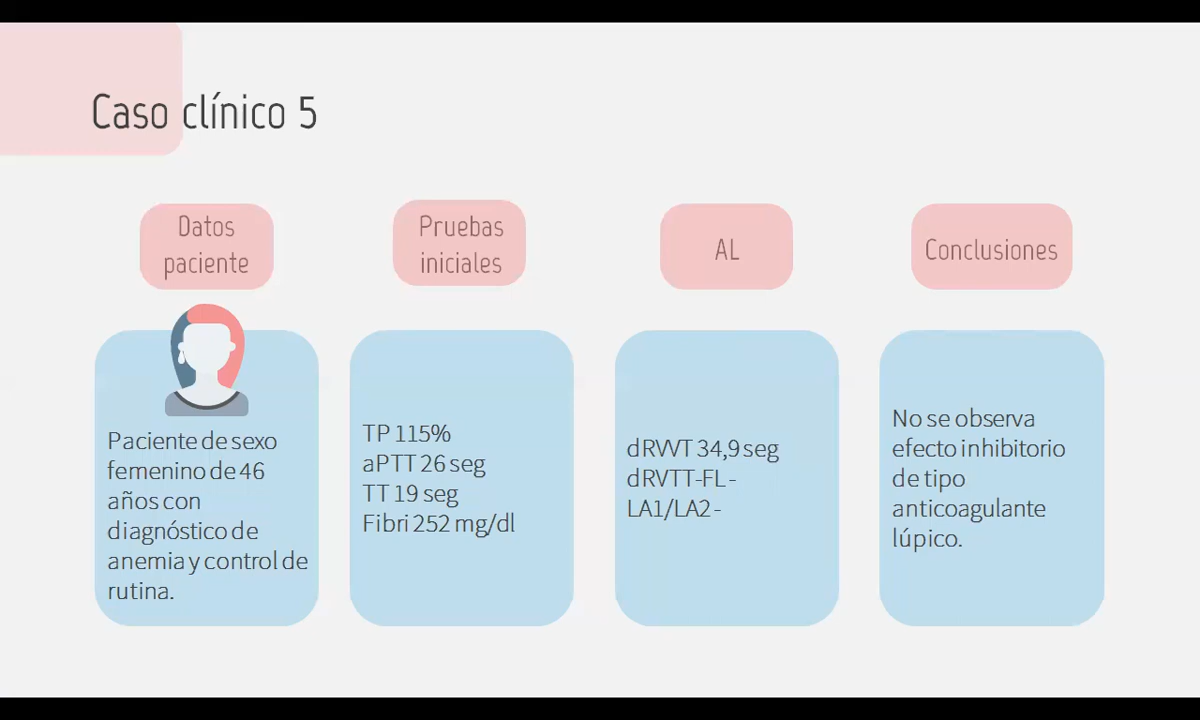 Caso clínico 5
Datos
paciente
Pruebas
iniciales
AL
Conclusiones
Paciente de sexo
femenino de 46
años con
diagnóstico de
anemia y control de
rutina.
TP 115%
aPTT 26 seg
TT 19 seg
Fibri 252 mg/dl
dRVVT 34,9 seg
dRVTT-FL -
LA1/LA2 -
No se observa
efecto inhibitorio
de tipo
anticoagulante
lúpico.